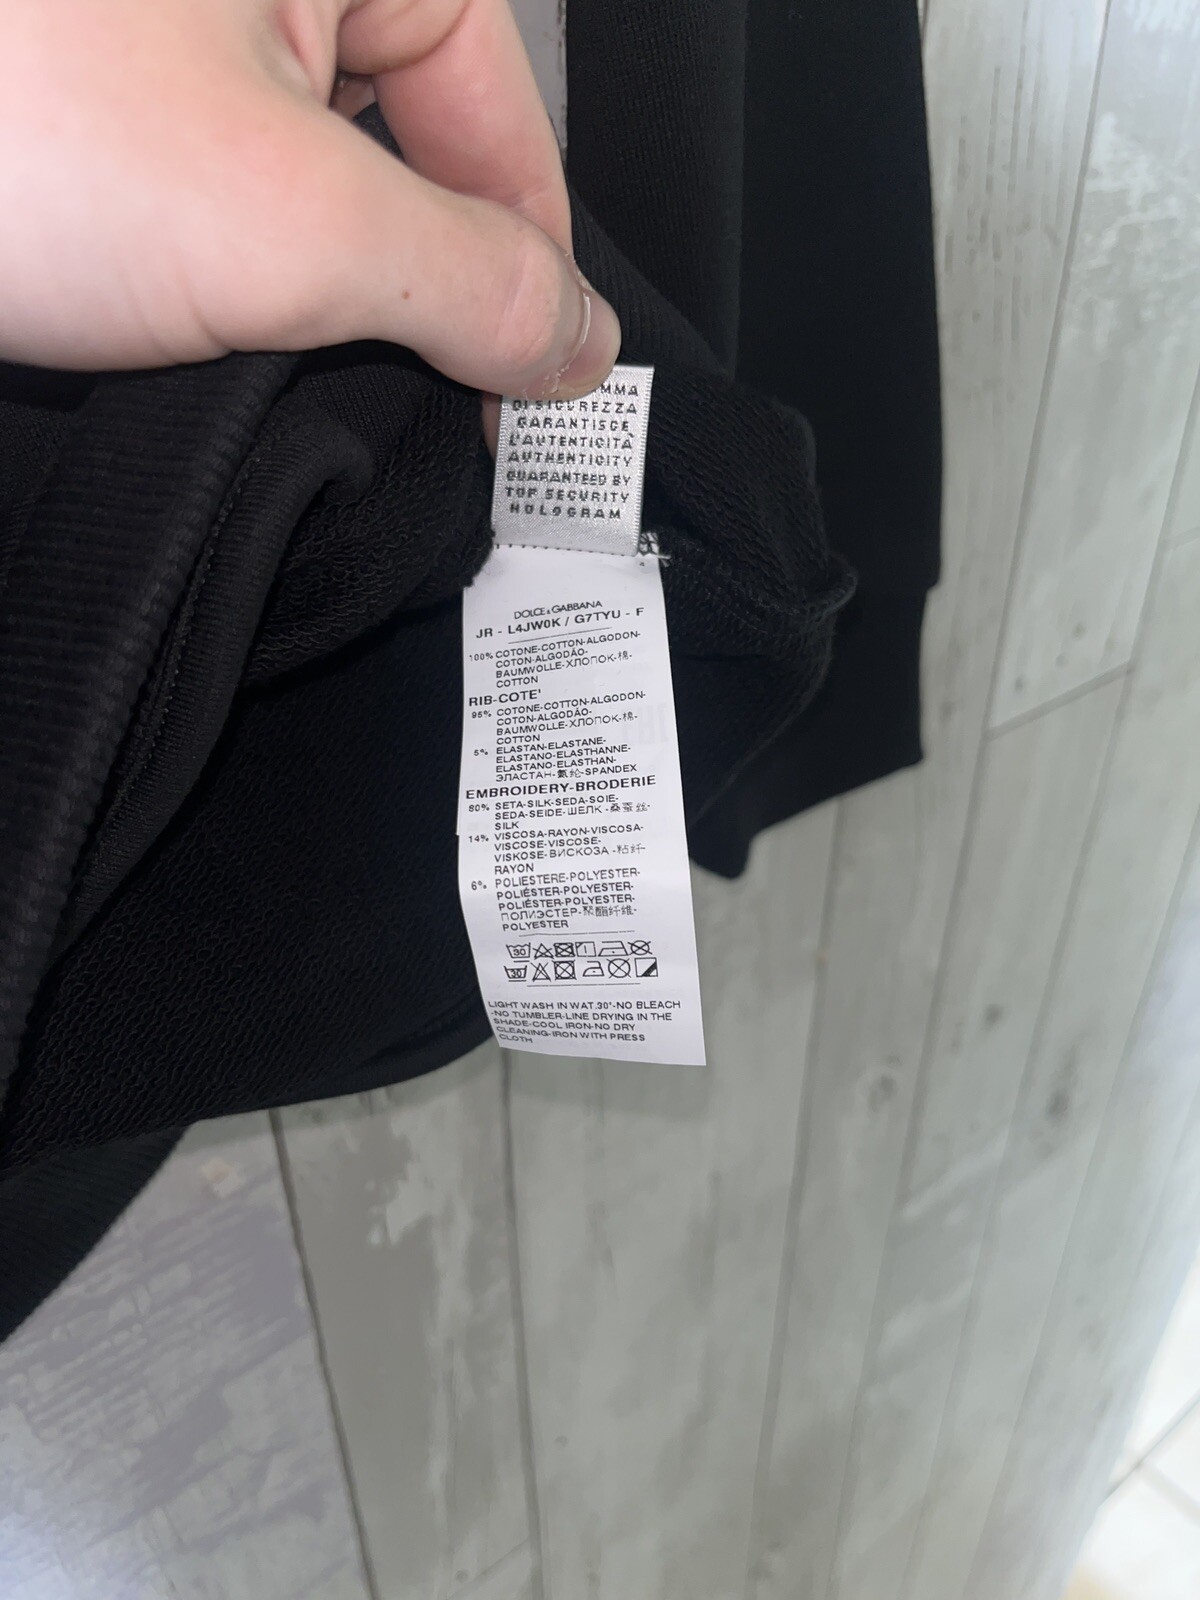 MMA
DI SICUREZZA
GARANTISCE
L'AUTENTICITÀ
AUTHENTICITY
GUARANTEED BY
TOP SECURITY
HOLOGRAM
DOLCE & GABBANA
JR - L4JW0K / G7TYU - F
100% COTONE-COTTON-ALGODON-
COTON-ALGODÃO-
BAUMWOLLE-ХЛОПОК-棉-
COTTON
RIB-COTE'
95% COTONE-COTTON-ALGODON-
COTON-ALGODÃO-
BAUMWOLLE-ХЛОПОК-棉-
COTTON
5% ELASTAN-ELASTANE-
ELASTANO-ELASTHANNE-
ELASTANO-ELASTHAN-
ЭЛАСТАН-氨纶-SPANDEX
EMBROIDERY-BRODERIE
80% SETA-SILK-SEDA-SOIE-
SEDA-SEIDE-ШЕЛК-桑蚕丝-
SILK
14% VISCOSA-RAYON-VISCOSA-
VISCOSE-VISCOSE-
VISKOSE-ВИСКОЗА-粘纤-
RAYON
6% POLIESTERE-POLYESTER-
POLIÉSTER-POLYESTER-
POLIÉSTER-POLYESTER-
ПОЛИЭСТЕР-聚酯纤维-
POLYESTER
30
30
LIGHT WASH IN WAT.30°-NO BLEACH
-NO TUMBLER-LINE DRYING IN THE
SHADE-COOL IRON-NO DRY
CLEANING-IRON WITH PRESS
CLOTH